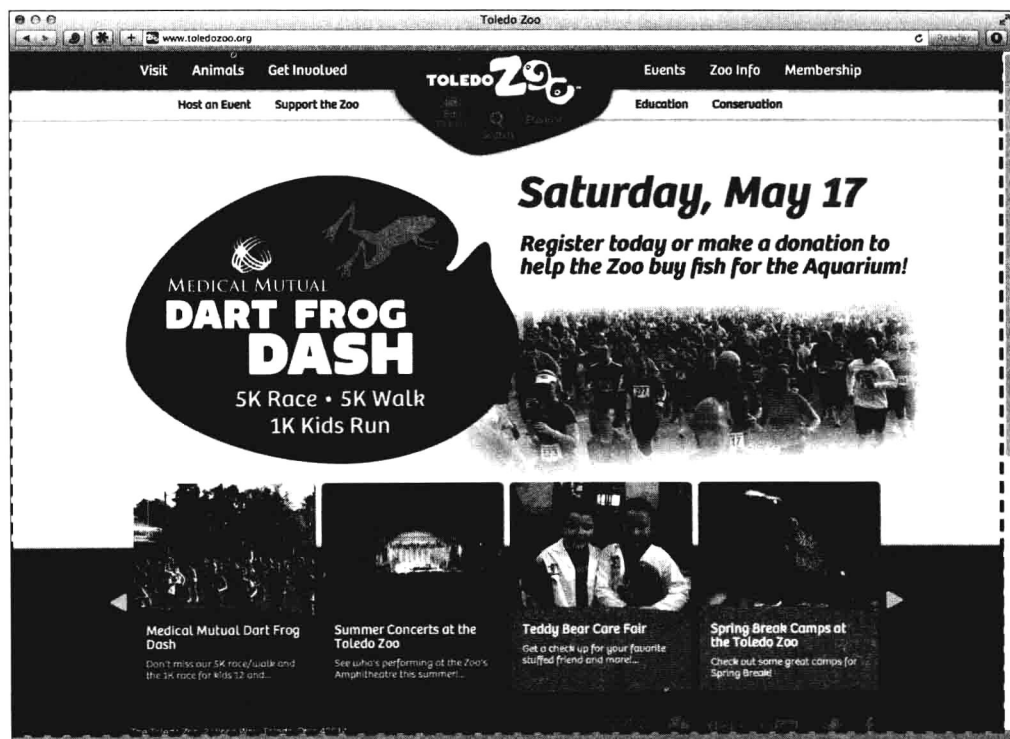 Toledo Zoo
www.toledozoo.org
Reader
Visit Animals Get Involved
TOLEDO ZOO
Events Zoo Info Membership
Host an Event Support the Zoo
Education Conservation
Search
Saturday, May 17
Register today or make a donation to
help the Zoo buy fish for the Aquarium!
MEDICAL MUTUAL
DART FROG
DASH
5K Race • 5K Walk
1K Kids Run
Medical Mutual Dart Frog
Dash
Don't miss our 5K race/walk and
the 1K race for kids 12 and...
Summer Concerts at the
Toledo Zoo
See who's performing at the Zoo's
Amphitheatre this summer!...
Teddy Bear Care Fair
Get a check up for your favorite
stuffed friend and more!...
Spring Break Camps at
the Toledo Zoo
Check out some great camps for
Spring Break!